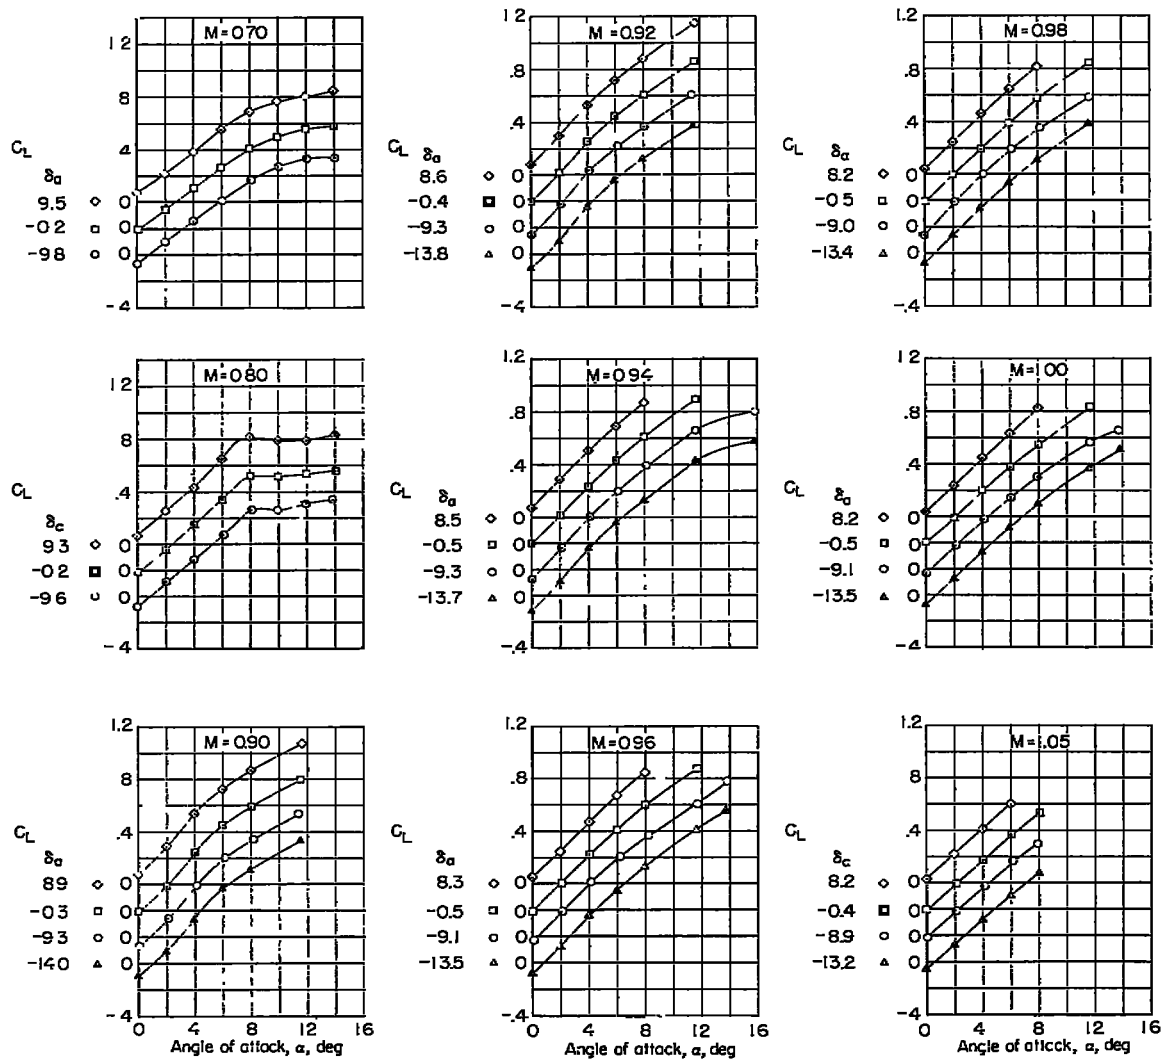 M=0.70
1 2
.8
.4
C_L
δ_a
9.5 ◇ 0
-0.2 □ 0
-9.8 ○ 0
-.4
M=0.92
1.2
.8
.4
C_L
δ_a
8.6 ◇ 0
-0.4 □ 0
-9.3 ○ 0
-13.8 △ 0
-.4
M=0.98
1.2
.8
.4
C_L
δ_a
8.2 ◇ 0
-0.5 □ 0
-9.0 ○ 0
-13.4 △ 0
-.4
M=0.80
1 2
.8
.4
C_L
δ_c
9.3 ◇ 0
-0.2 □ 0
-9.6 ○ 0
-.4
M=0.94
1.2
.8
.4
C_L
δ_a
8.5 ◇ 0
-0.5 □ 0
-9.3 ○ 0
-13.7 △ 0
-.4
M=1.00
1.2
.8
.4
C_L
δ_a
8.2 ◇ 0
-0.5 □ 0
-9.1 ○ 0
-13.5 △ 0
-.4
M=0.90
1.2
.8
.4
C_L
δ_a
8.9 ◇ 0
-0.3 □ 0
-9.3 ○ 0
-14.0 △ 0
-.4
0 4 8 12 16
Angle of attack, α, deg
M=0.96
1.2
.8
.4
C_L
δ_a
8.3 ◇ 0
-0.5 □ 0
-9.1 ○ 0
-13.5 △ 0
-.4
0 4 8 12 16
Angle of attack, α, deg
M=1.05
1.2
.8
.4
C_L
δ_c
8.2 ◇ 0
-0.4 □ 0
-8.9 ○ 0
-13.2 △ 0
-.4
0 4 8 12 16
Angle of attack, α, deg